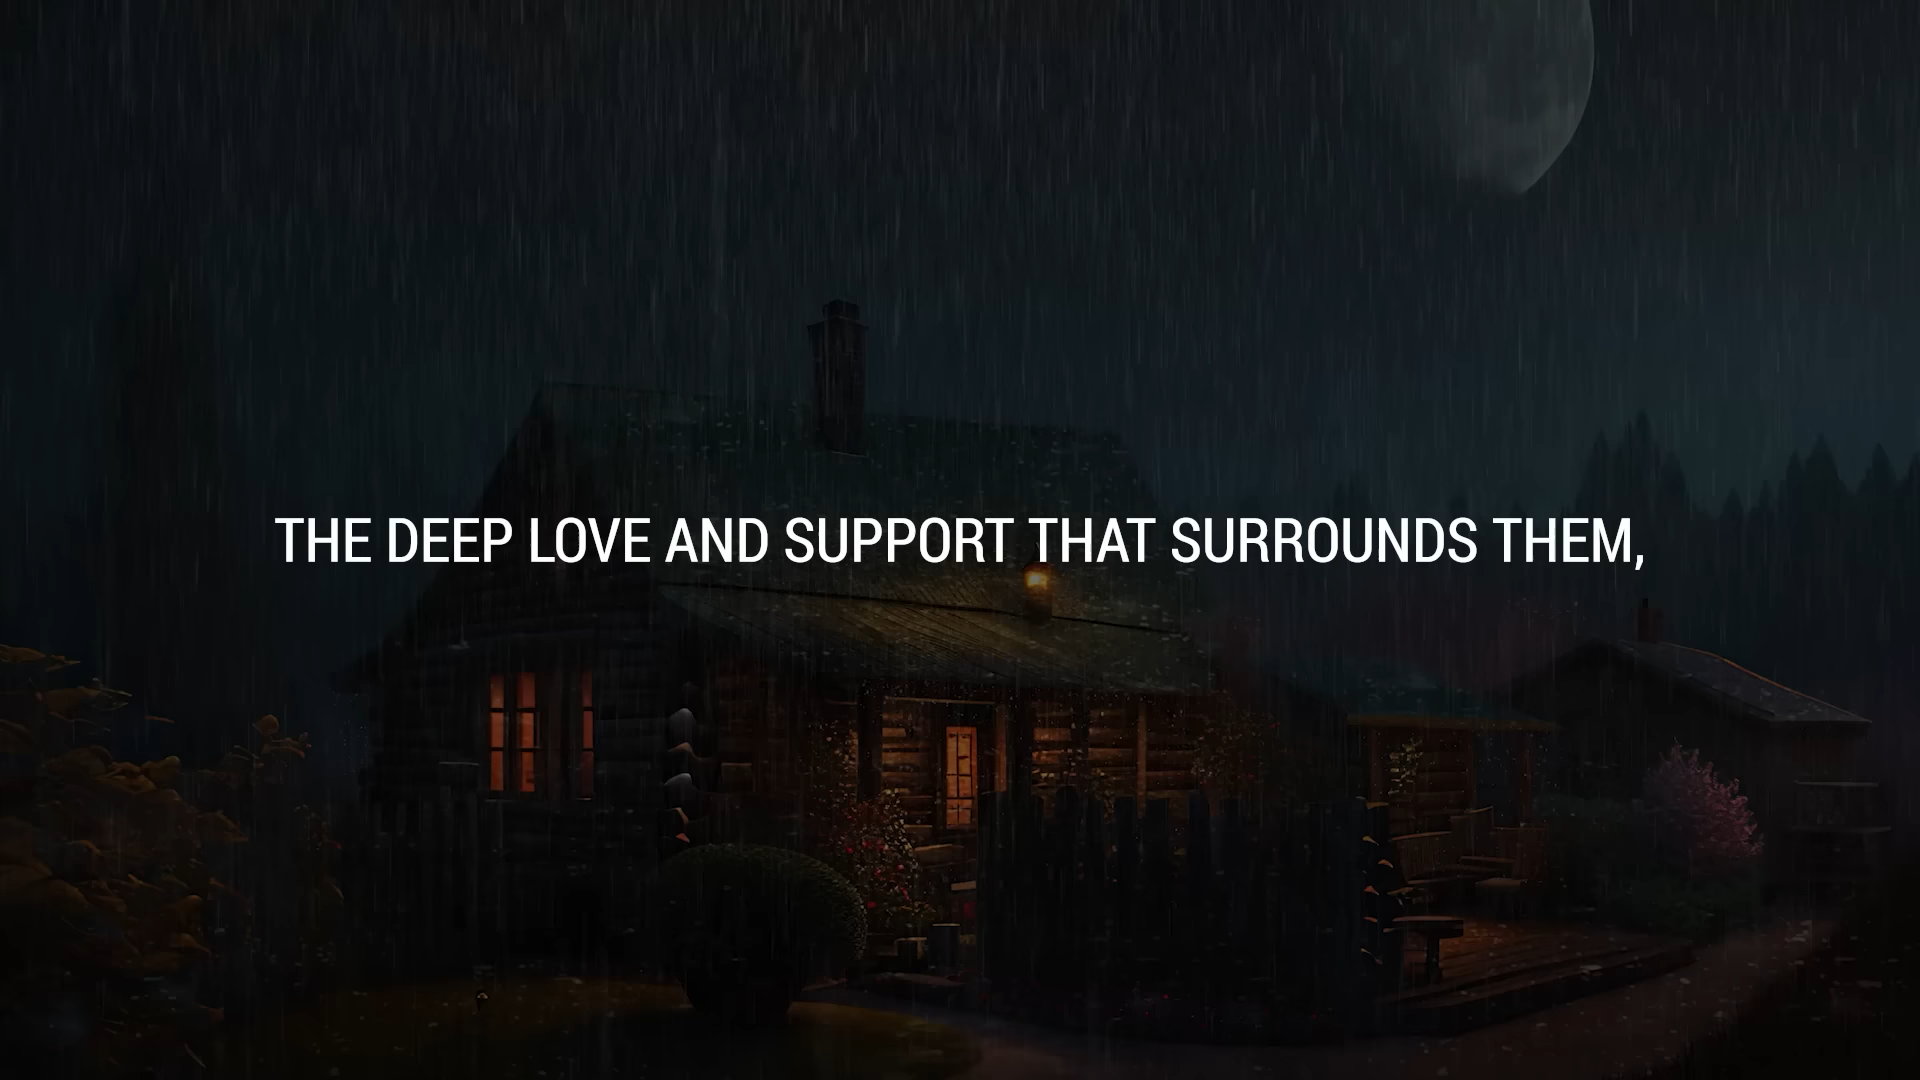 THE DEEP LOVE AND SUPPORT THAT SURROUNDS THEM,